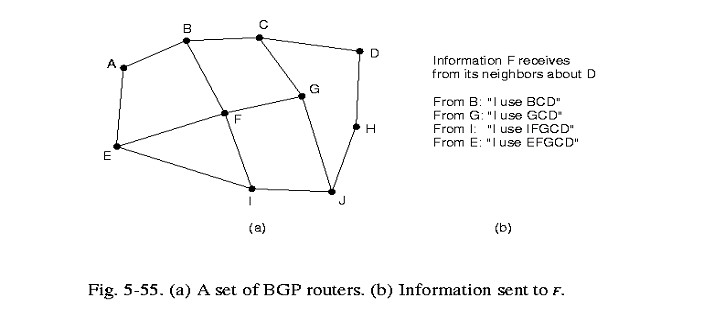 B
C
D
A
G
F
H
E
I
J
(a)
Information F receives
from its neighbors about D
From B: "I use BCD"
From G: "I use GCD"
From I: "I use IFGCD"
From E: "I use EFGCD"
(b)
Fig. 5-55. (a) A set of BGP routers. (b) Information sent to F.